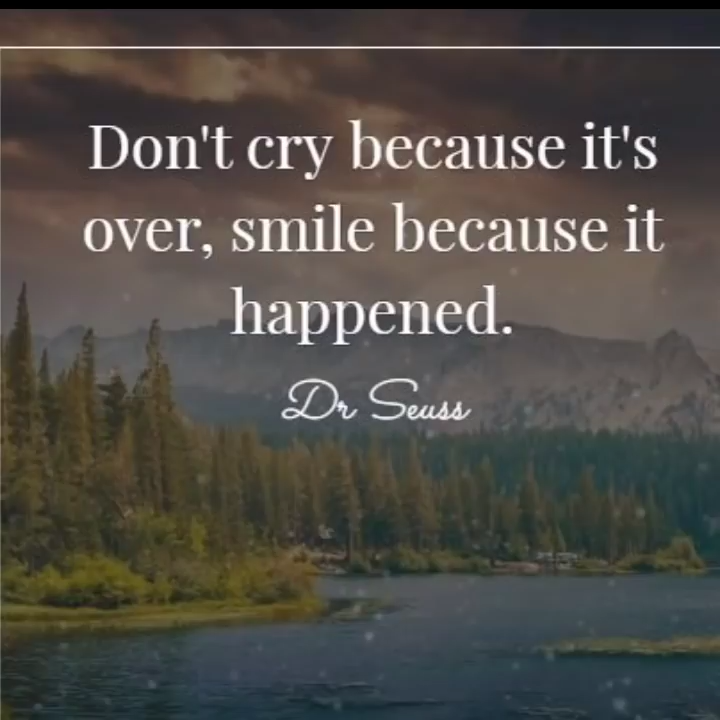 Don't cry because it's
over, smile because it
happened.
Dr Seuss